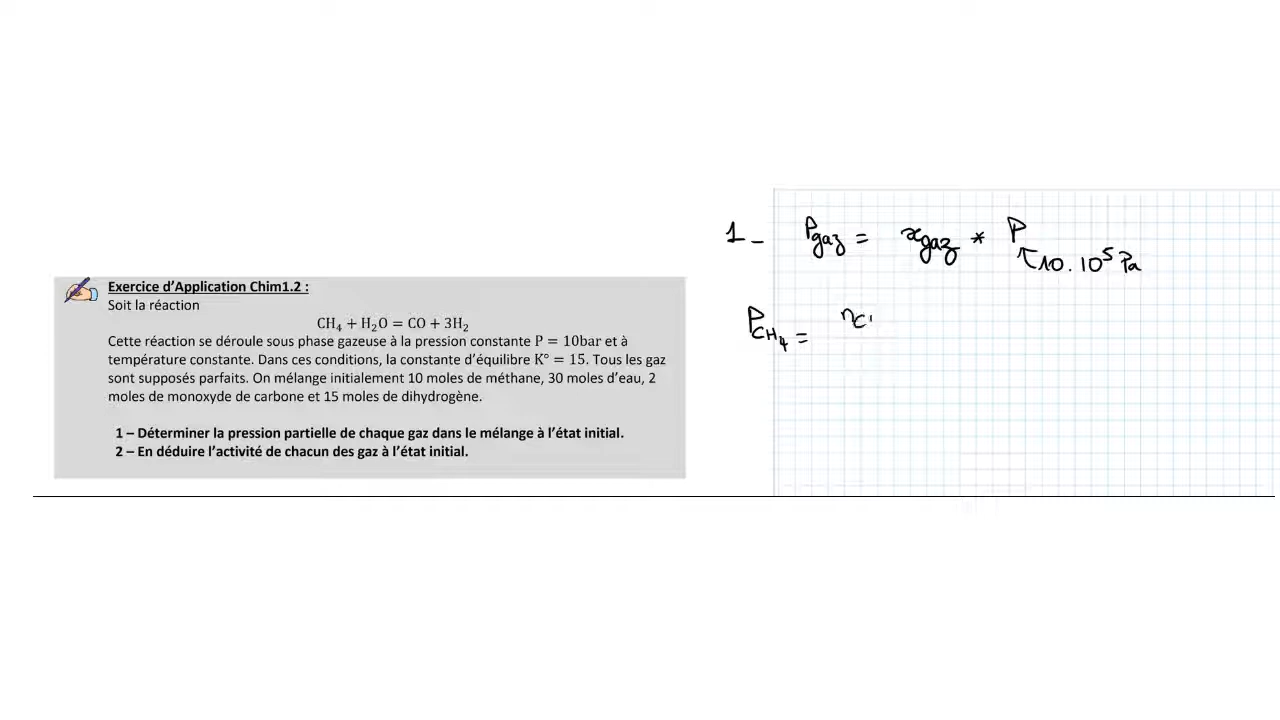 Exercice d'Application Chim1.2 :
Soit la réaction
CH₄ + H₂O = CO + 3H₂
Cette réaction se déroule sous phase gazeuse à la pression constante P = 10bar et à
température constante. Dans ces conditions, la constante d'équilibre K° = 15. Tous les gaz
sont supposés parfaits. On mélange initialement 10 moles de méthane, 30 moles d'eau, 2
moles de monoxyde de carbone et 15 moles de dihydrogène.
1 – Déterminer la pression partielle de chaque gaz dans le mélange à l'état initial.
2 – En déduire l'activité de chacun des gaz à l'état initial.
1 – P_gaz = x_gaz * P
10 . 10⁵ Pa
P_CH₄ = n_C